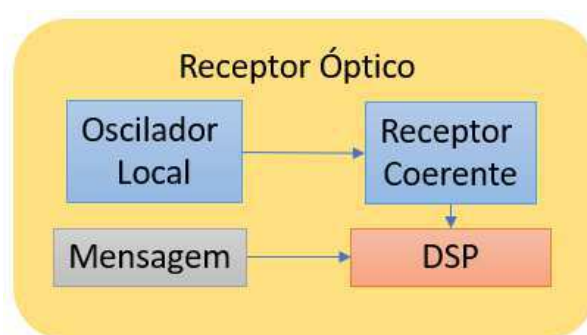 Receptor Óptico
Oscilador
Local
Receptor
Coerente
Mensagem
DSP